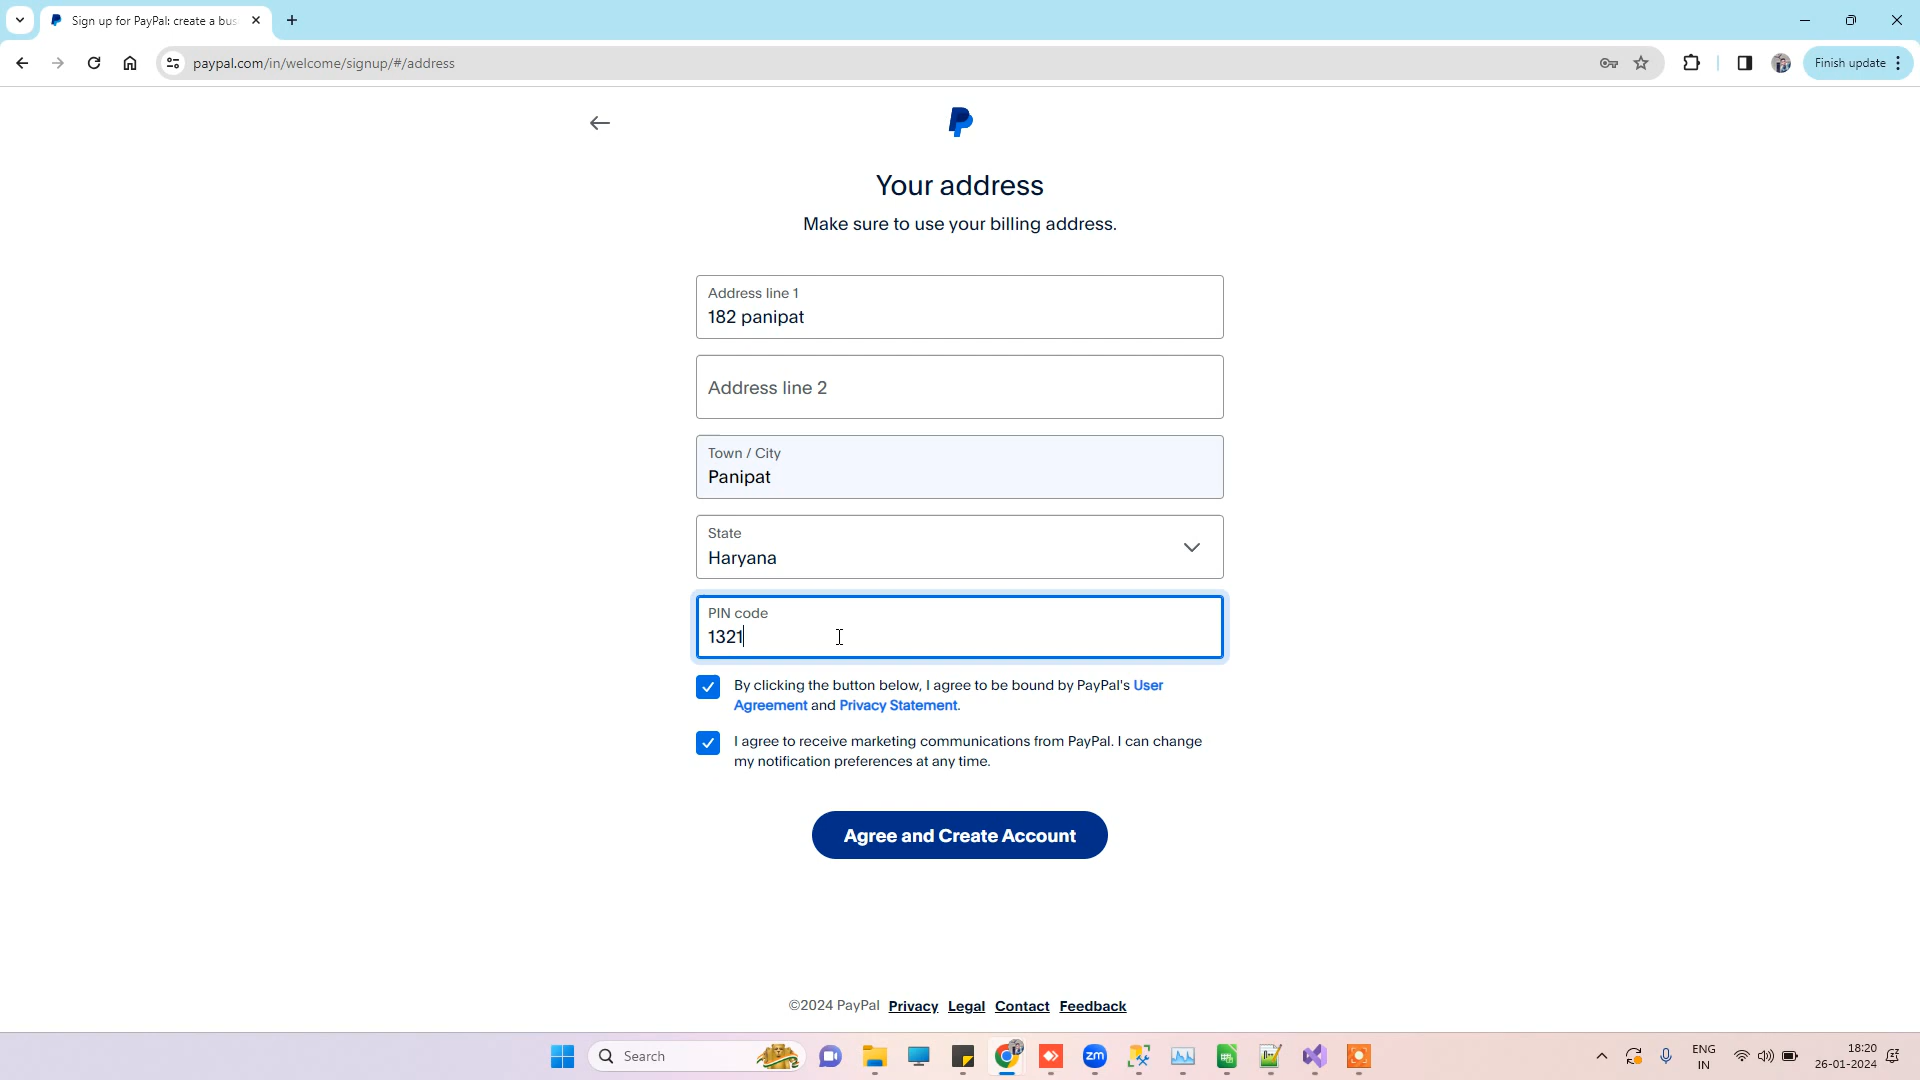 Sign up for PayPal: create a bus
paypal.com/in/welcome/signup/#/address
Finish update
Your address
Make sure to use your billing address.
Address line 1
182 panipat
Address line 2
Town / City
Panipat
State
Haryana
PIN code
1321
By clicking the button below, I agree to be bound by PayPal's User
Agreement and Privacy Statement.
I agree to receive marketing communications from PayPal. I can change
my notification preferences at any time.
Agree and Create Account
©2024 PayPal Privacy Legal Contact Feedback
Search
zm
ENG
IN
18:20
26-01-2024